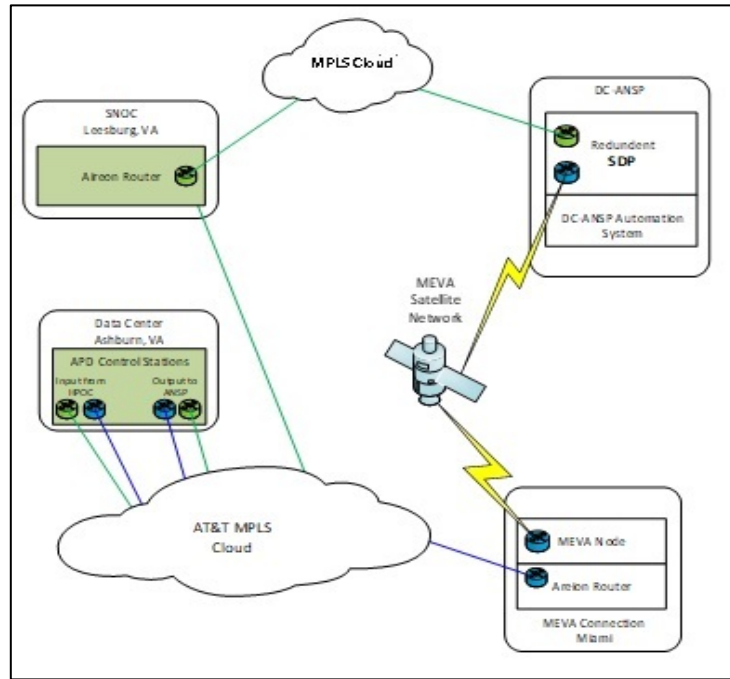 MPLS Cloud
SNOC
Leesburg, VA
Aireon Router
DC-ANSP
Redundent
SDP
DC-ANSP Automation
System
MEVA
Satellite
Network
Data Center
Ashburn, VA
APD Control Stations
Input from
HPOC
Output to
ANSP
AT&T MPLS
Cloud
MEVA Node
Areion Router
MEVA Connection
Miami